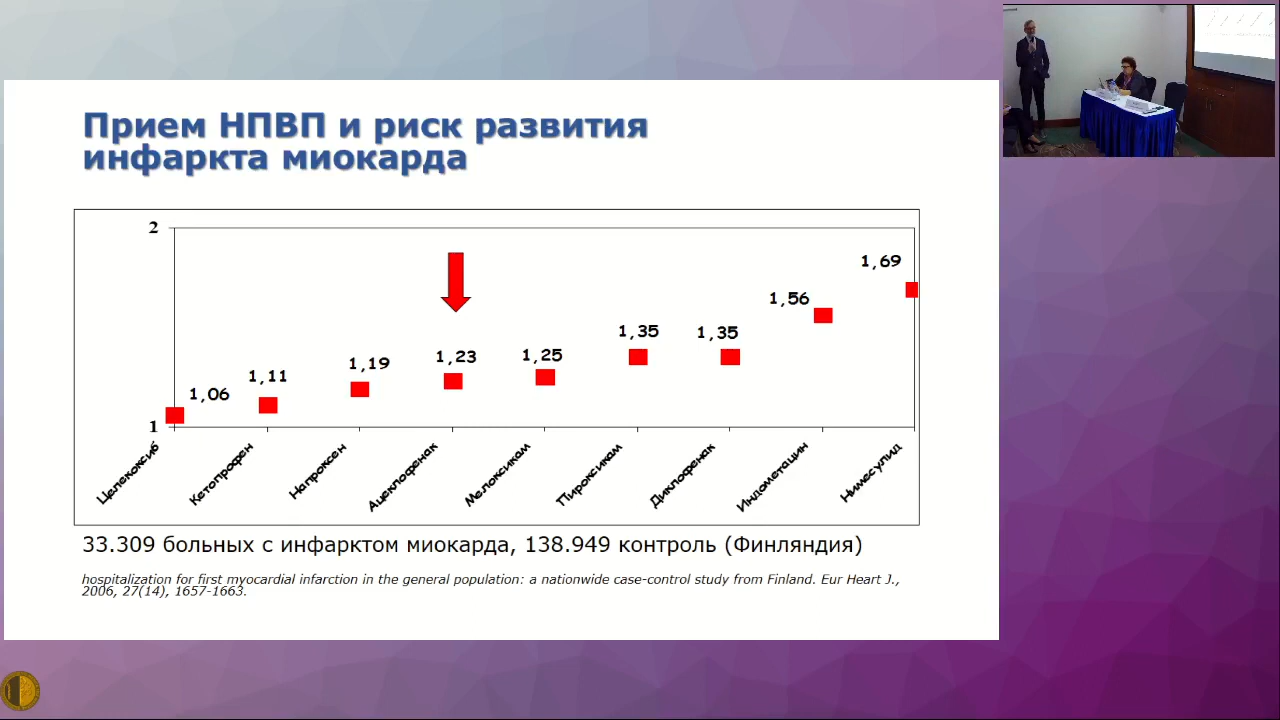 Прием НПВП и риск развития
инфаркта миокарда
2
1
1,06
1,11
1,19
1,23
1,25
1,35
1,35
1,56
1,69
Целекоксиб
Кетопрофен
Напроксен
Ацеклофенак
Мелоксикам
Пироксикам
Диклофенак
Индометацин
Нимесулид
33.309 больных с инфарктом миокарда, 138.949 контроль (Финляндия)
hospitalization for first myocardial infarction in the general population: a nationwide case-control study from Finland. Eur Heart J.,
2006, 27(14), 1657-1663.